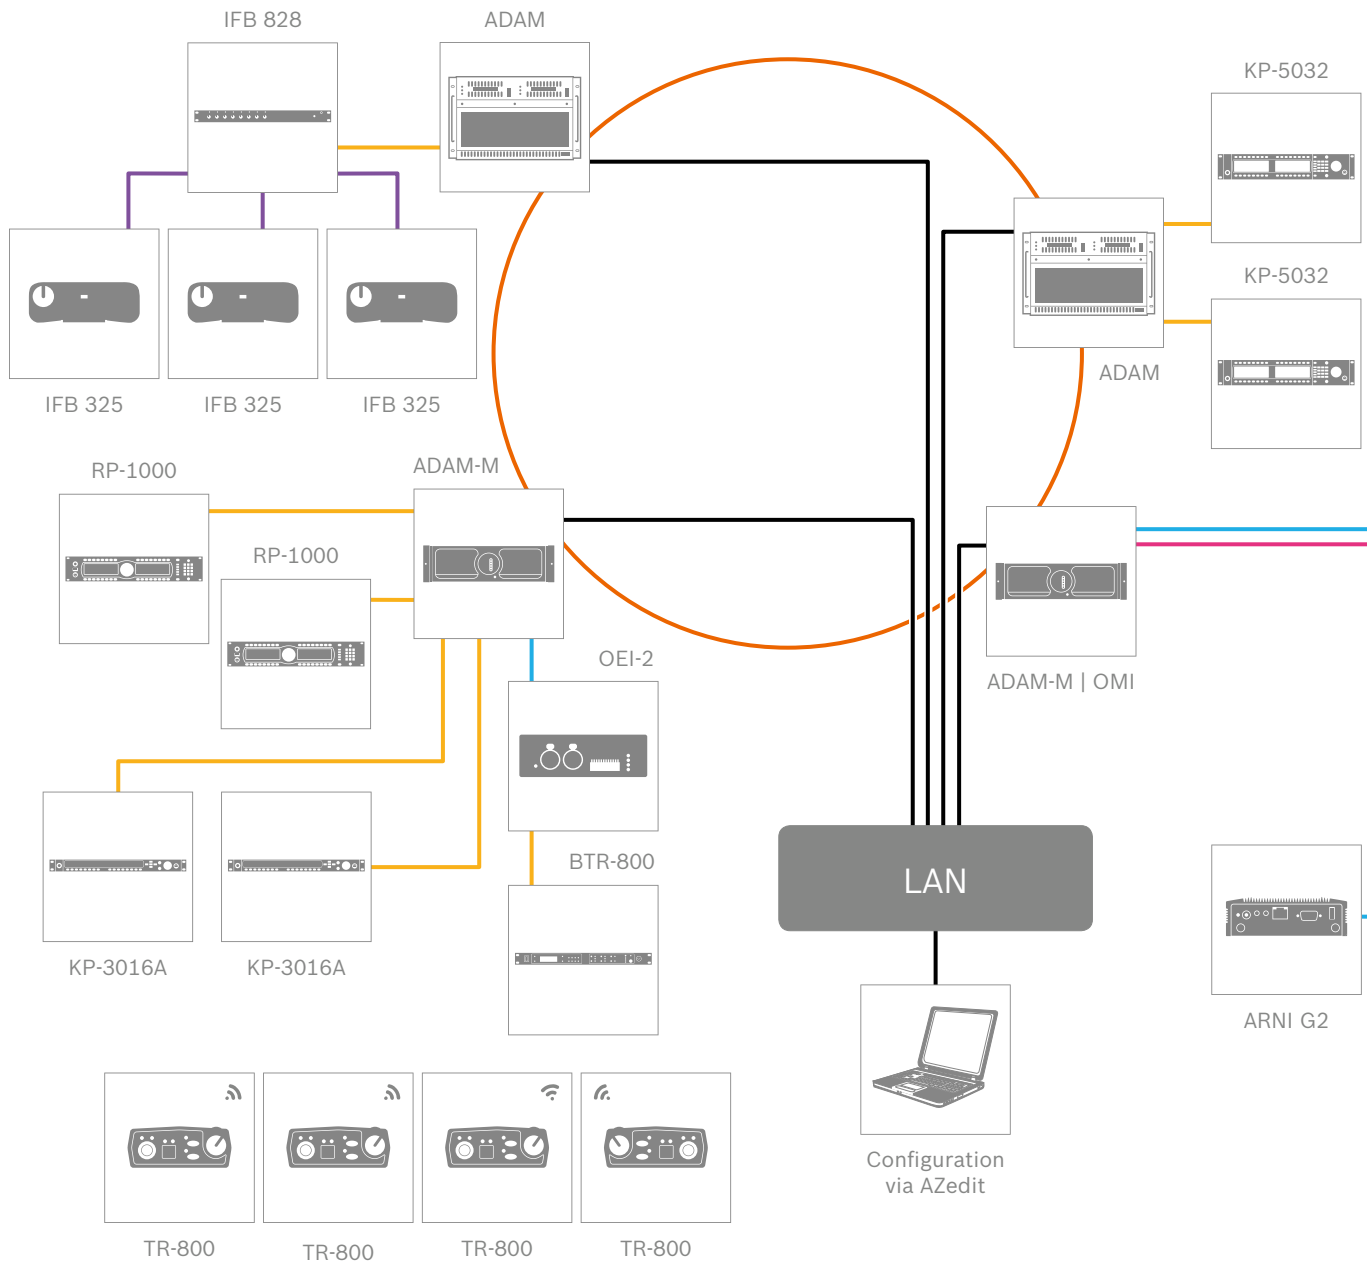 IFB 828
ADAM
KP-5032
KP-5032
ADAM
IFB 325
IFB 325
IFB 325
RP-1000
ADAM-M
RP-1000
OEI-2
ADAM-M | OMI
BTR-800
LAN
KP-3016A
KP-3016A
ARNI G2
Configuration
via AZedit
TR-800
TR-800
TR-800
TR-800